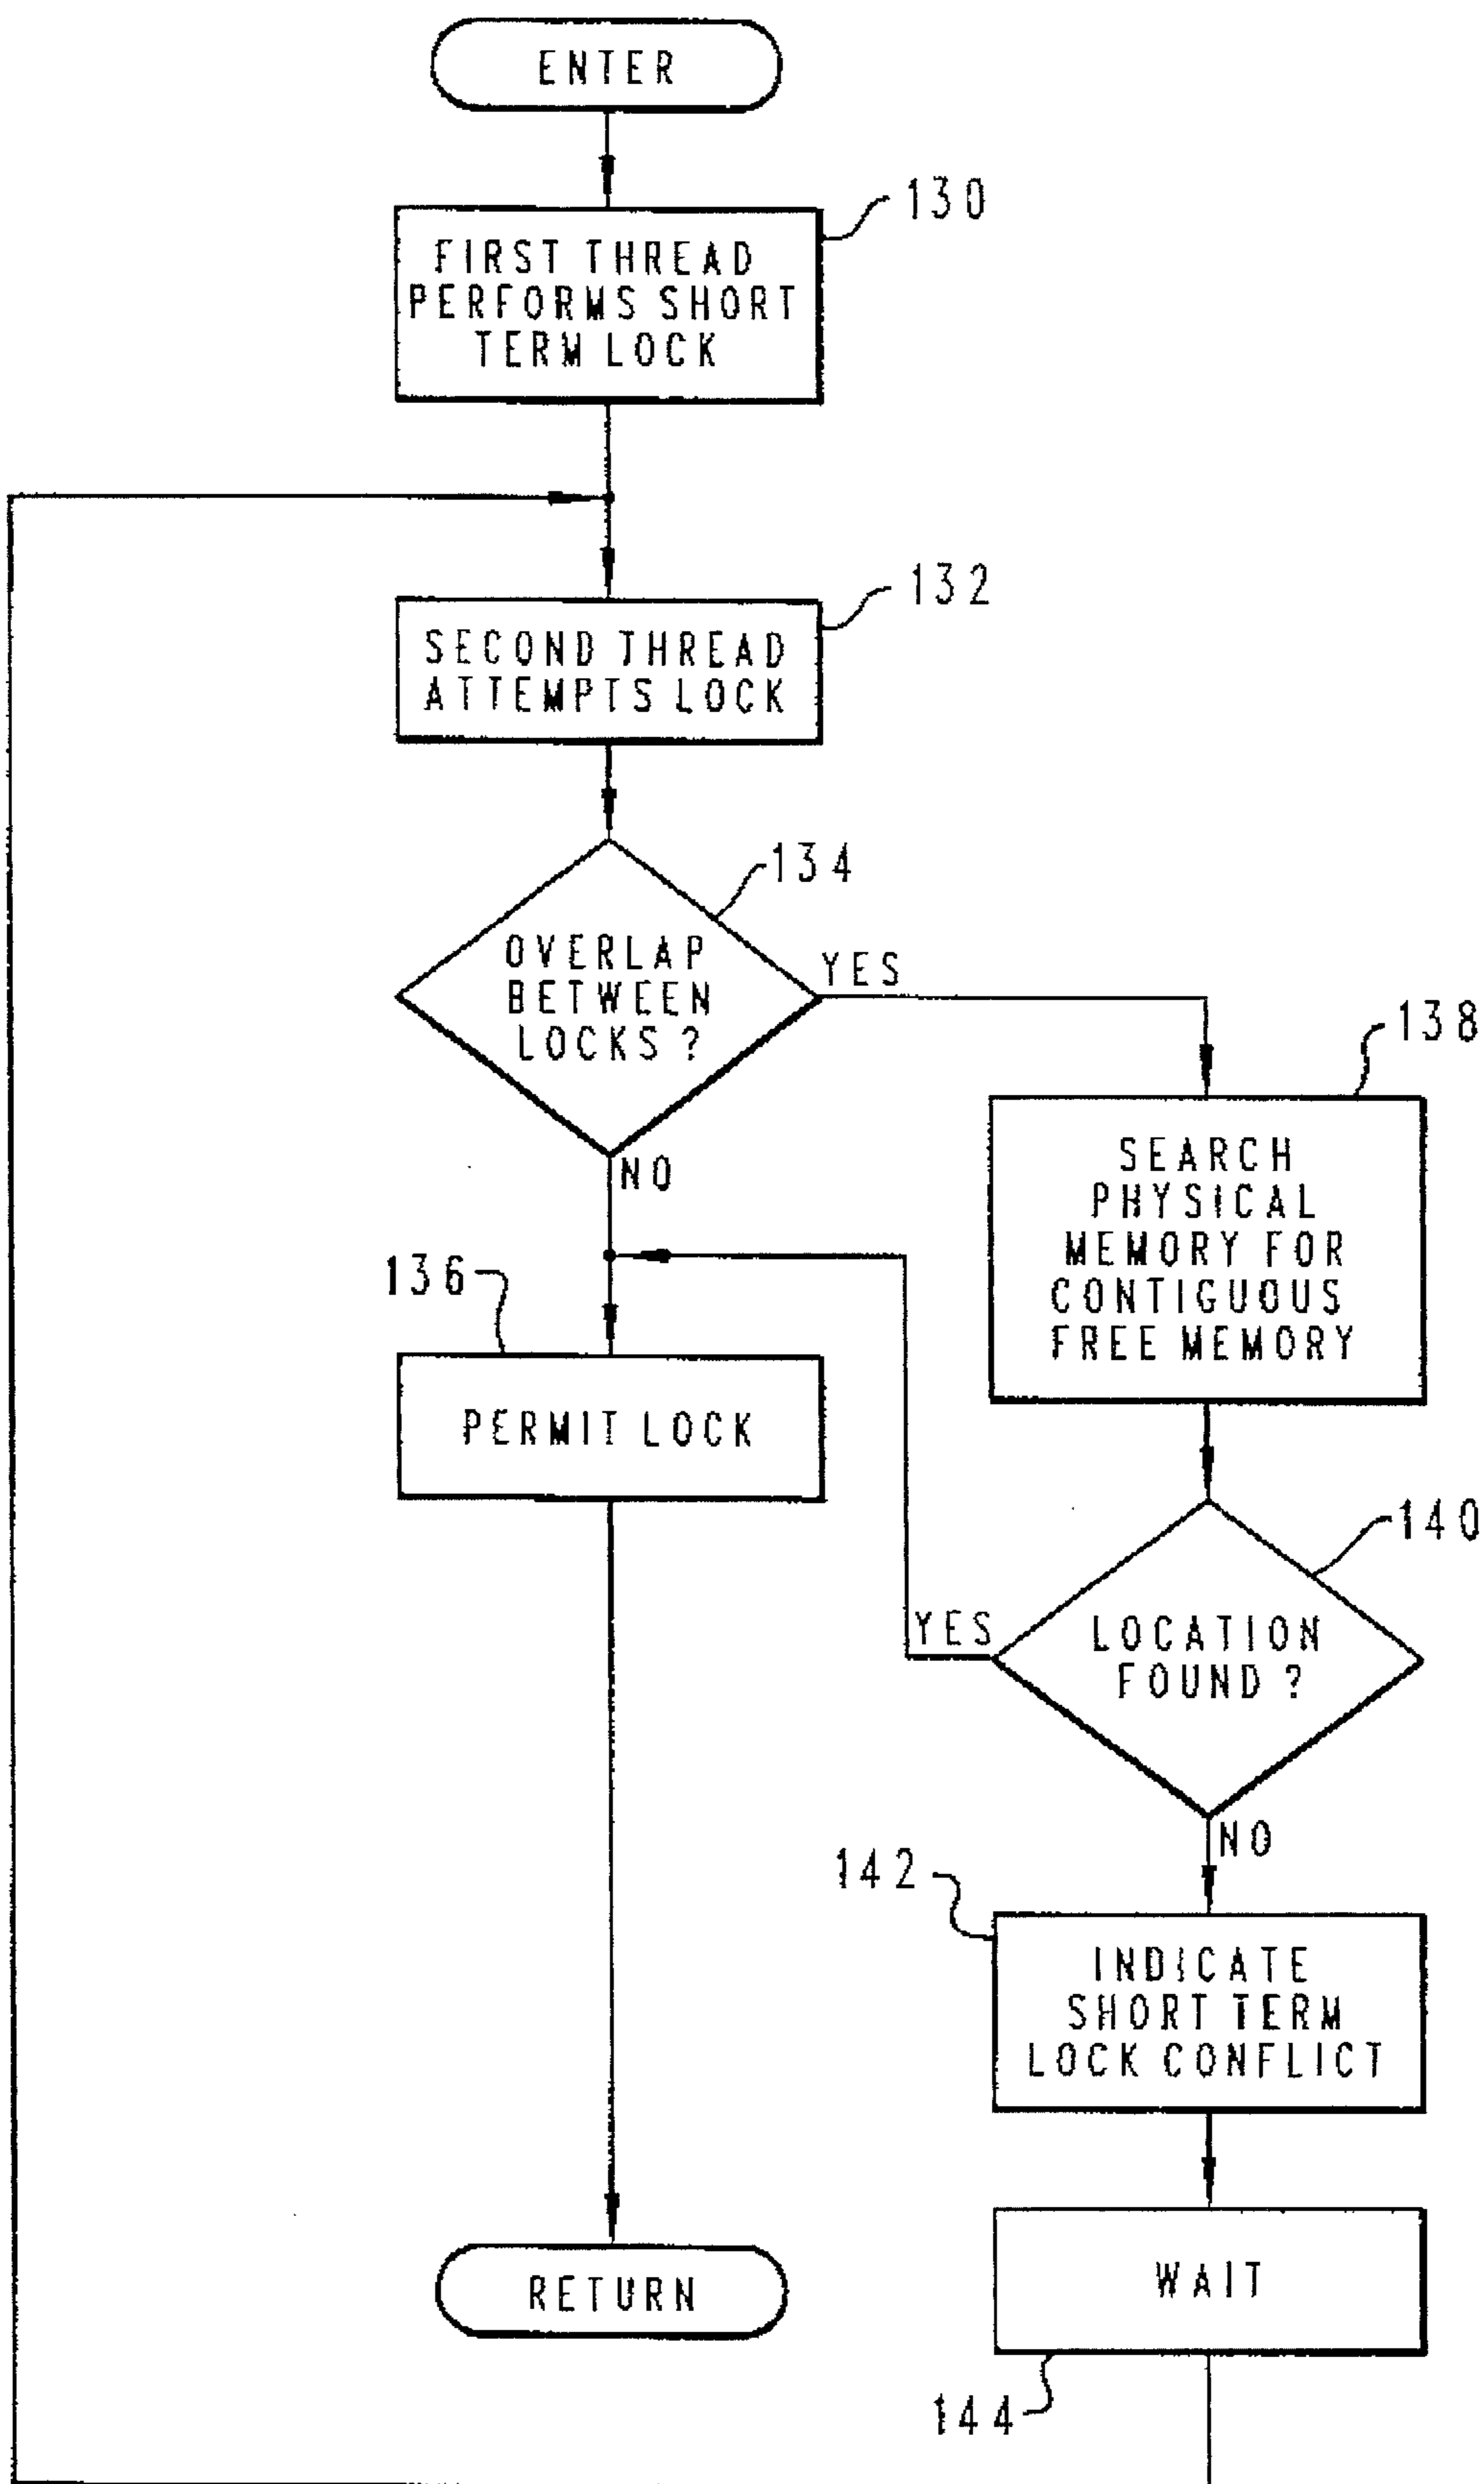 ENTER
130
FIRST THREAD
PERFORMS SHORT
TERM LOCK
132
SECOND THREAD
ATTEMPTS LOCK
134
OVERLAP
BETWEEN
LOCKS ?
YES
NO
138
SEARCH
PHYSICAL
MEMORY FOR
CONTIGUOUS
FREE MEMORY
136
PERMIT LOCK
140
YES
LOCATION
FOUND ?
NO
142
INDICATE
SHORT TERM
LOCK CONFLICT
RETURN
WAIT
144